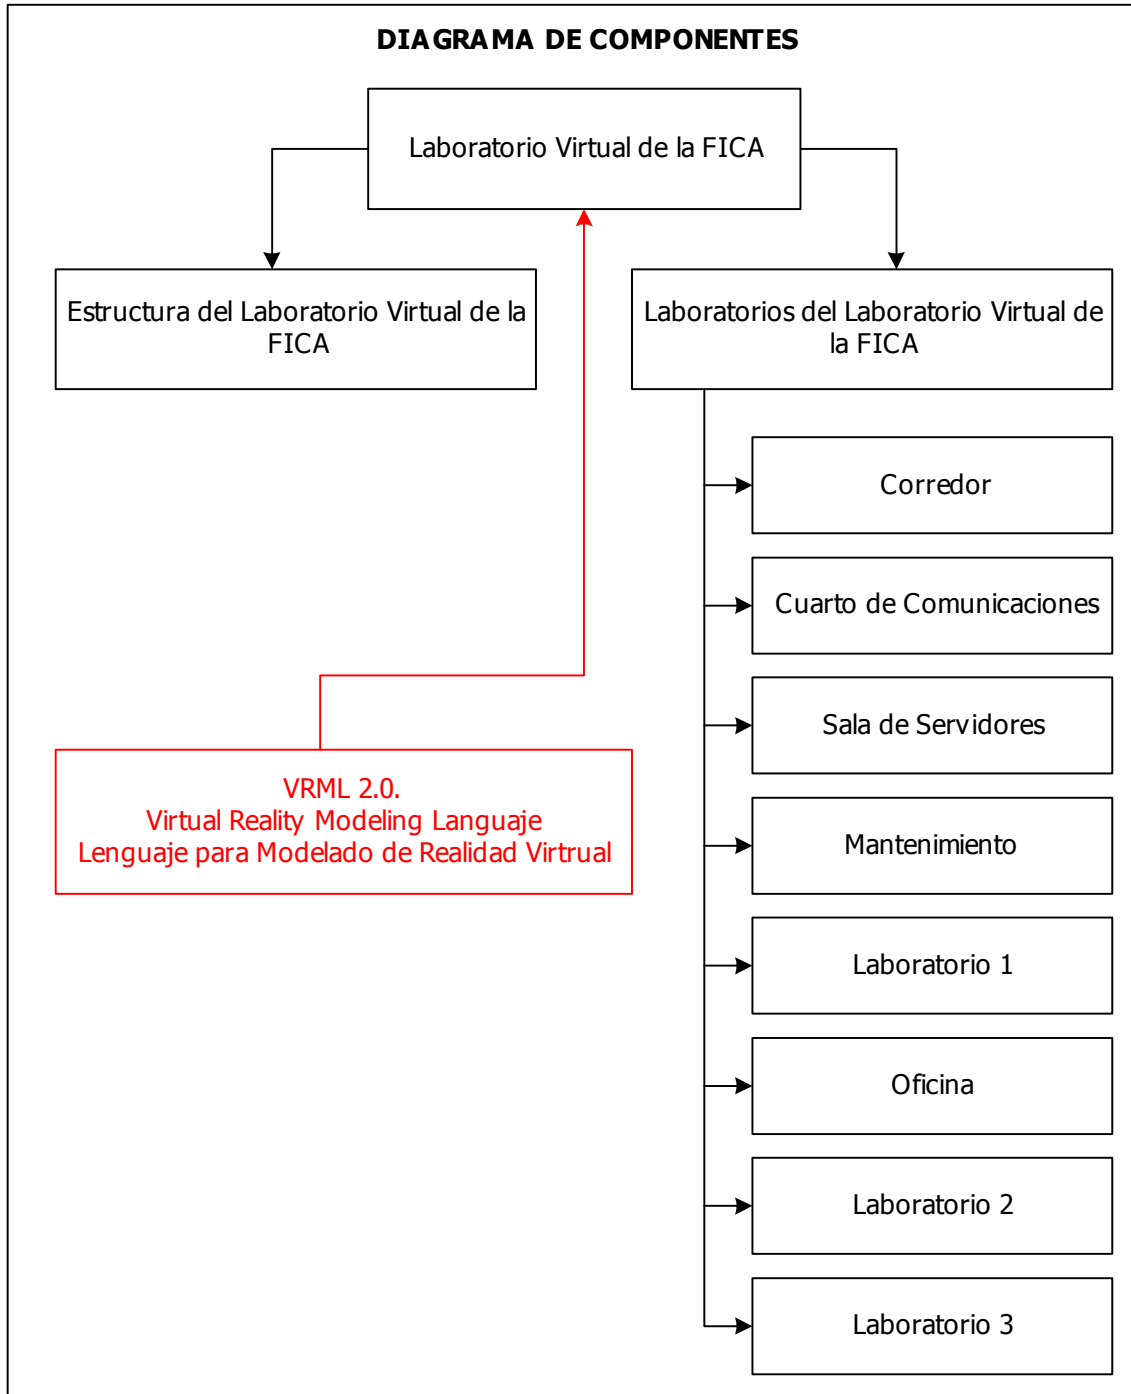 DIAGRAMA DE COMPONENTES
Laboratorio Virtual de la FICA
Estructura del Laboratorio Virtual de la
FICA
Laboratorios del Laboratorio Virtual de
la FICA
Corredor
Cuarto de Comunicaciones
Sala de Servidores
VRML 2.0.
Virtual Reality Modeling Languaje
Lenguaje para Modelado de Realidad Virtrual
Mantenimiento
Laboratorio 1
Oficina
Laboratorio 2
Laboratorio 3